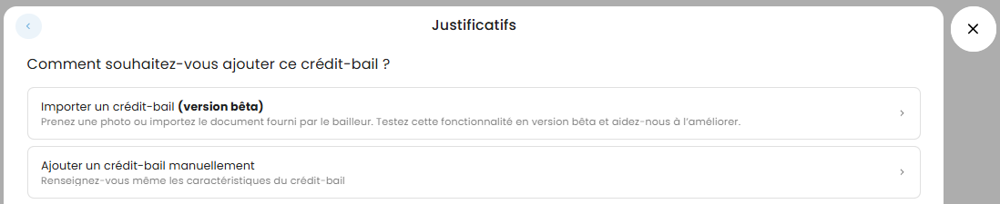 Justificatifs
Comment souhaitez-vous ajouter ce crédit-bail ?
Importer un crédit-bail (version bêta)
Prenez une photo ou importez le document fourni par le bailleur. Testez cette fonctionnalité en version bêta et aidez-nous à l'améliorer.
Ajouter un crédit-bail manuellement
Renseignez-vous même les caractéristiques du crédit-bail